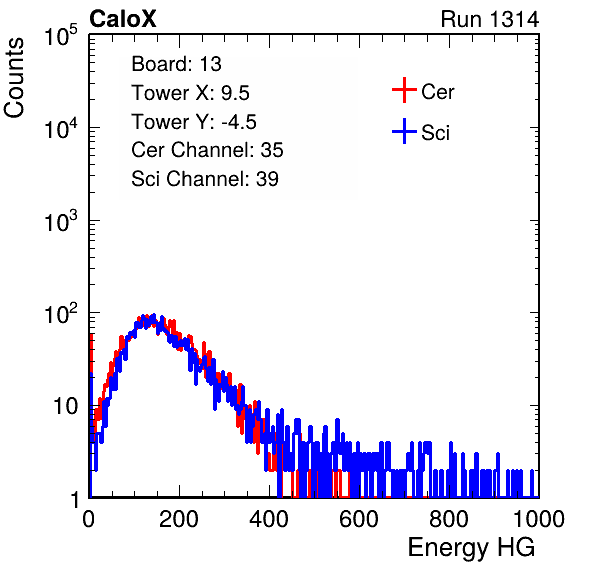 CaloX Run 1314
Counts
10^5
10^4
10^3
10^2
10
1
Board: 13
Tower X: 9.5
Tower Y: -4.5
Cer Channel: 35
Sci Channel: 39
Cer
Sci
0 200 400 600 800 1000
Energy HG